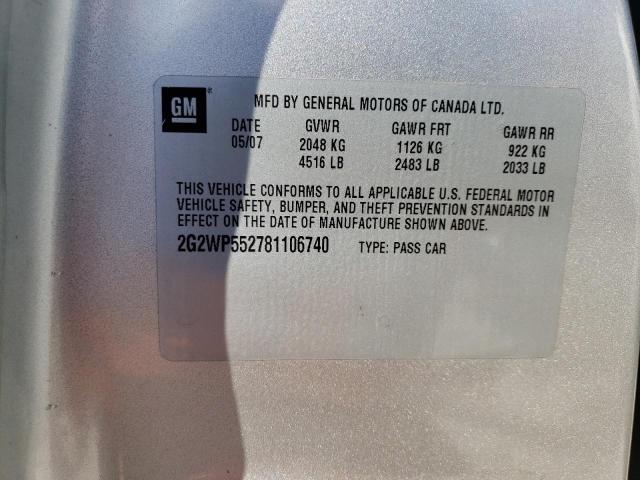 GM
MFD BY GENERAL MOTORS OF CANADA LTD.
DATE GVWR GAWR FRT GAWR RR
05/07 2048 KG 1126 KG 922 KG
4516 LB 2483 LB 2033 LB
THIS VEHICLE CONFORMS TO ALL APPLICABLE U.S. FEDERAL MOTOR
VEHICLE SAFETY, BUMPER, AND THEFT PREVENTION STANDARDS IN
EFFECT ON THE DATE OF MANUFACTURE SHOWN ABOVE.
2G2WP552781106740 TYPE: PASS CAR